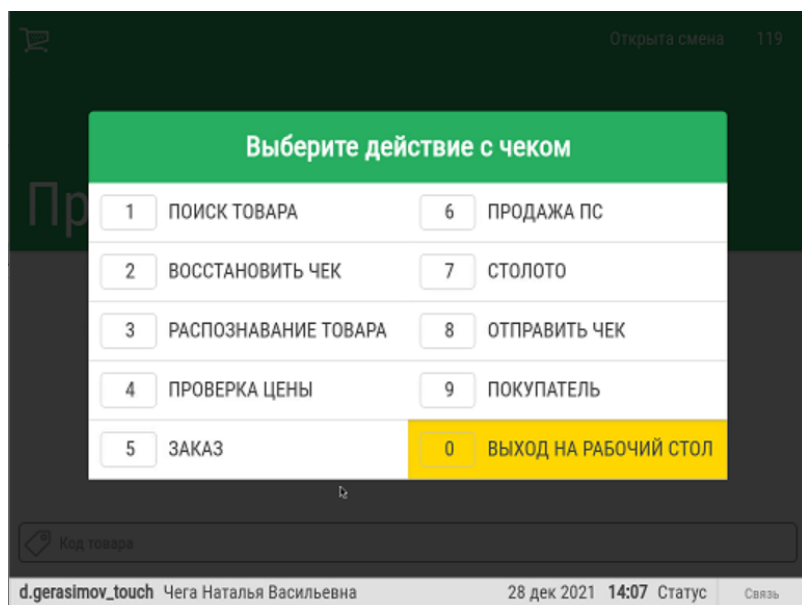 Открыта смена 119
Выберите действие с чеком
Пр
1 ПОИСК ТОВАРА
6 ПРОДАЖА ПС
2 ВОССТАНОВИТЬ ЧЕК
7 СТОЛОТО
3 РАСПОЗНАВАНИЕ ТОВАРА
8 ОТПРАВИТЬ ЧЕК
4 ПРОВЕРКА ЦЕНЫ
9 ПОКУПАТЕЛЬ
5 ЗАКАЗ
0 ВЫХОД НА РАБОЧИЙ СТОЛ
Код товара
d.gerasimov_touch Чега Наталья Васильевна 28 дек 2021 14:07 Статус Связь